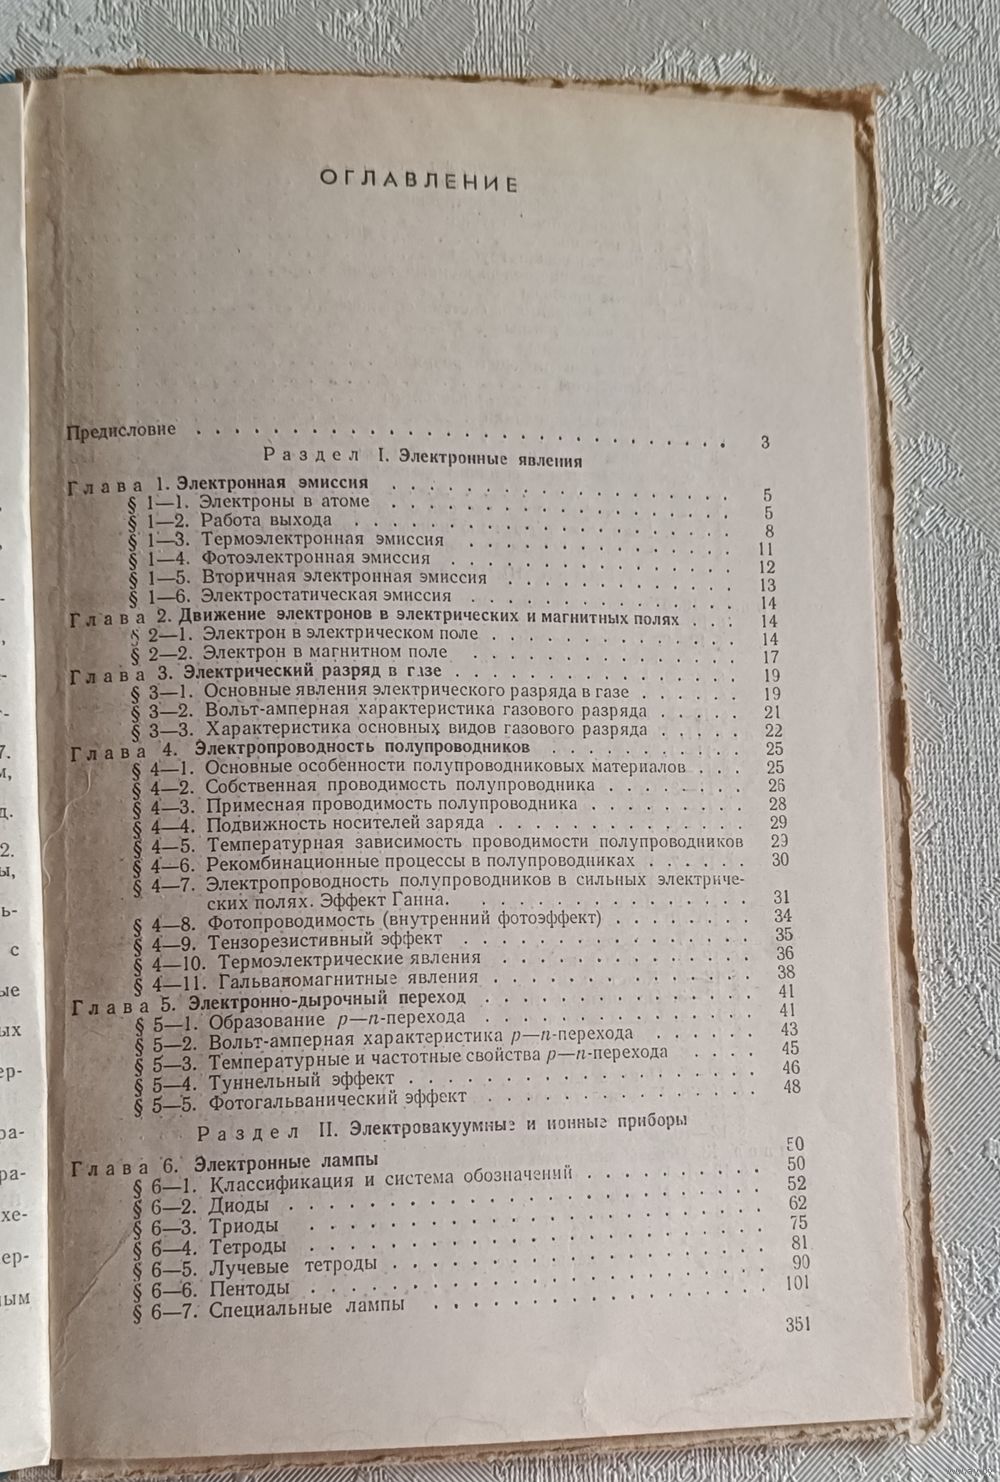 ОГЛАВЛЕНИЕ
Предисловие . . . . . . . . . . 3
Раздел I. Электронные явления
Глава 1. Электронная эмиссия . . . . . . 5
§ 1—1. Электроны в атоме . . . . . . 5
§ 1—2. Работа выхода . . . . . . 8
§ 1—3. Термоэлектронная эмиссия . . . . . . 11
§ 1—4. Фотоэлектронная эмиссия . . . . . . 12
§ 1—5. Вторичная электронная эмиссия . . . . . . 13
§ 1—6. Электростатическая эмиссия . . . . . . 14
Глава 2. Движение электронов в электрических и магнитных полях . . . 14
§ 2—1. Электрон в электрическом поле . . . . . . 14
§ 2—2. Электрон в магнитном поле . . . . . . 17
Глава 3. Электрический разряд в газе . . . . . . 19
§ 3—1. Основные явления электрического разряда в газе . . . . . . 19
§ 3—2. Вольт-амперная характеристика газового разряда . . . . . 21
§ 3—3. Характеристика основных видов газового разряда . . . . . 22
Глава 4. Электропроводность полупроводников . . . . . . 25
§ 4—1. Основные особенности полупроводниковых материалов . . . 25
§ 4—2. Собственная проводимость полупроводника . . . . . . 26
§ 4—3. Примесная проводимость полупроводника . . . . . . 28
§ 4—4. Подвижность носителей заряда . . . . . . 29
§ 4—5. Температурная зависимость проводимости полупроводников 29
§ 4—6. Рекомбинационные процессы в полупроводниках . . . . . . 30
§ 4—7. Электропроводность полупроводников в сильных электриче-
ских полях. Эффект Ганна. . . . . . . 31
§ 4—8. Фотопроводимость (внутренний фотоэффект) . . . . . . 34
§ 4—9. Тензорезистивный эффект . . . . . . 35
§ 4—10. Термоэлектрические явления . . . . . . 36
§ 4—11. Гальваномагнитные явления . . . . . . 38
Глава 5. Электронно-дырочный переход . . . . . . 41
§ 5—1. Образование p—n-перехода . . . . . . 41
§ 5—2. Вольт-амперная характеристика p—n-перехода . . . . . . 43
§ 5—3. Температурные и частотные свойства p—n-перехода . . . . 45
§ 5—4. Туннельный эффект . . . . . . 46
§ 5—5. Фотогальванический эффект . . . . . . 48
Раздел II. Электровакуумные и ионные приборы
Глава 6. Электронные лампы 50
§ 6—1. Классификация и система обозначений . . . . . . 50
§ 6—2. Диоды . . . . . . 52
§ 6—3. Триоды . . . . . . 62
§ 6—4. Тетроды . . . . . . 75
§ 6—5. Лучевые тетроды . . . . . . 81
§ 6—6. Пентоды . . . . . . 90
§ 6—7. Специальные лампы . . . . . . 101
351